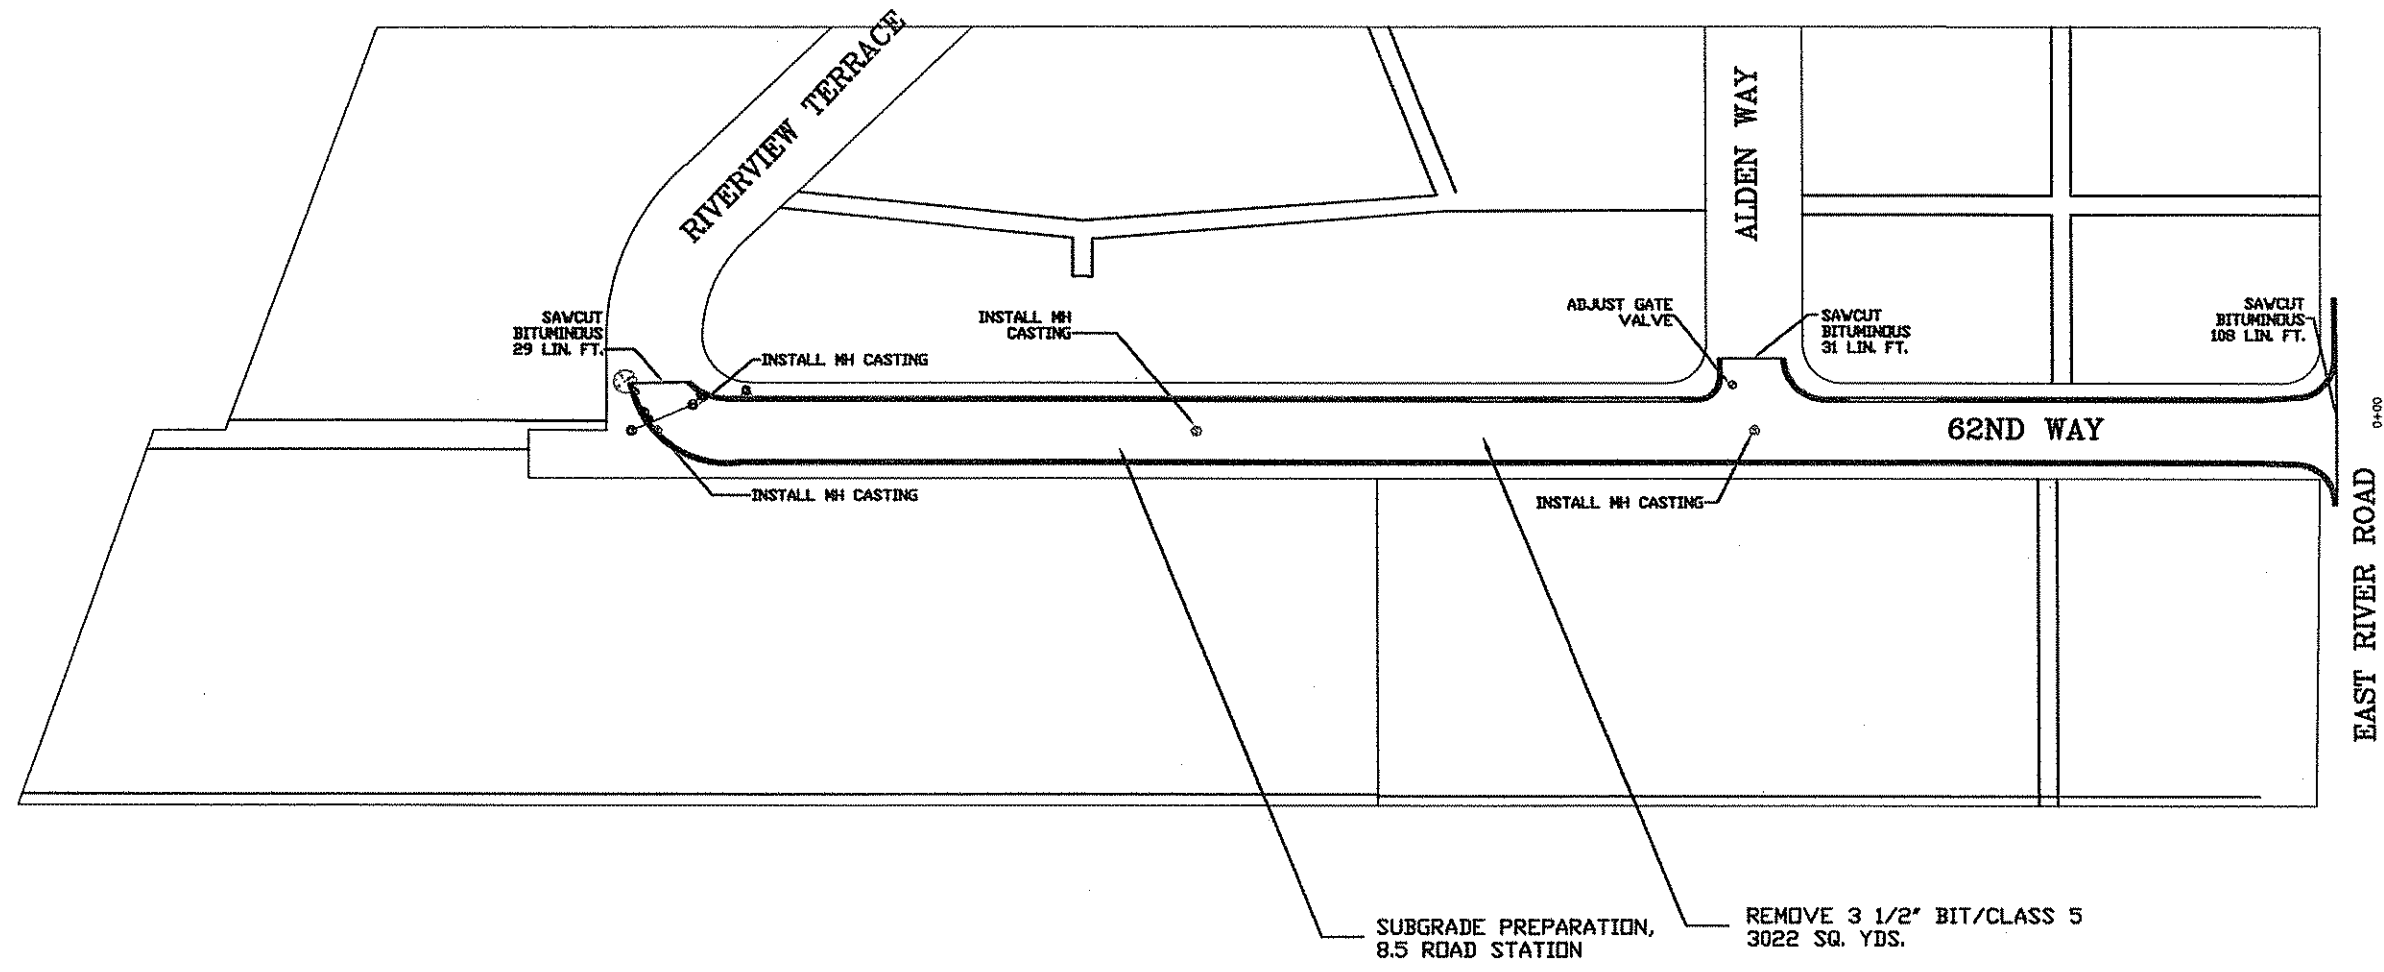 RIVERVIEW TERRACE
ALDEN WAY
SAWCUT
BITUMINOUS
29 LIN. FT.
INSTALL MH CASTING
INSTALL MH
CASTING
ADJUST GATE
VALVE
SAWCUT
BITUMINOUS
31 LIN. FT.
SAWCUT
BITUMINOUS
108 LIN. FT.
0+00
62ND WAY
INSTALL MH CASTING
INSTALL MH CASTING
EAST RIVER ROAD
SUBGRADE PREPARATION,
8.5 ROAD STATION
REMOVE 3 1/2" BIT/CLASS 5
3022 SQ. YDS.